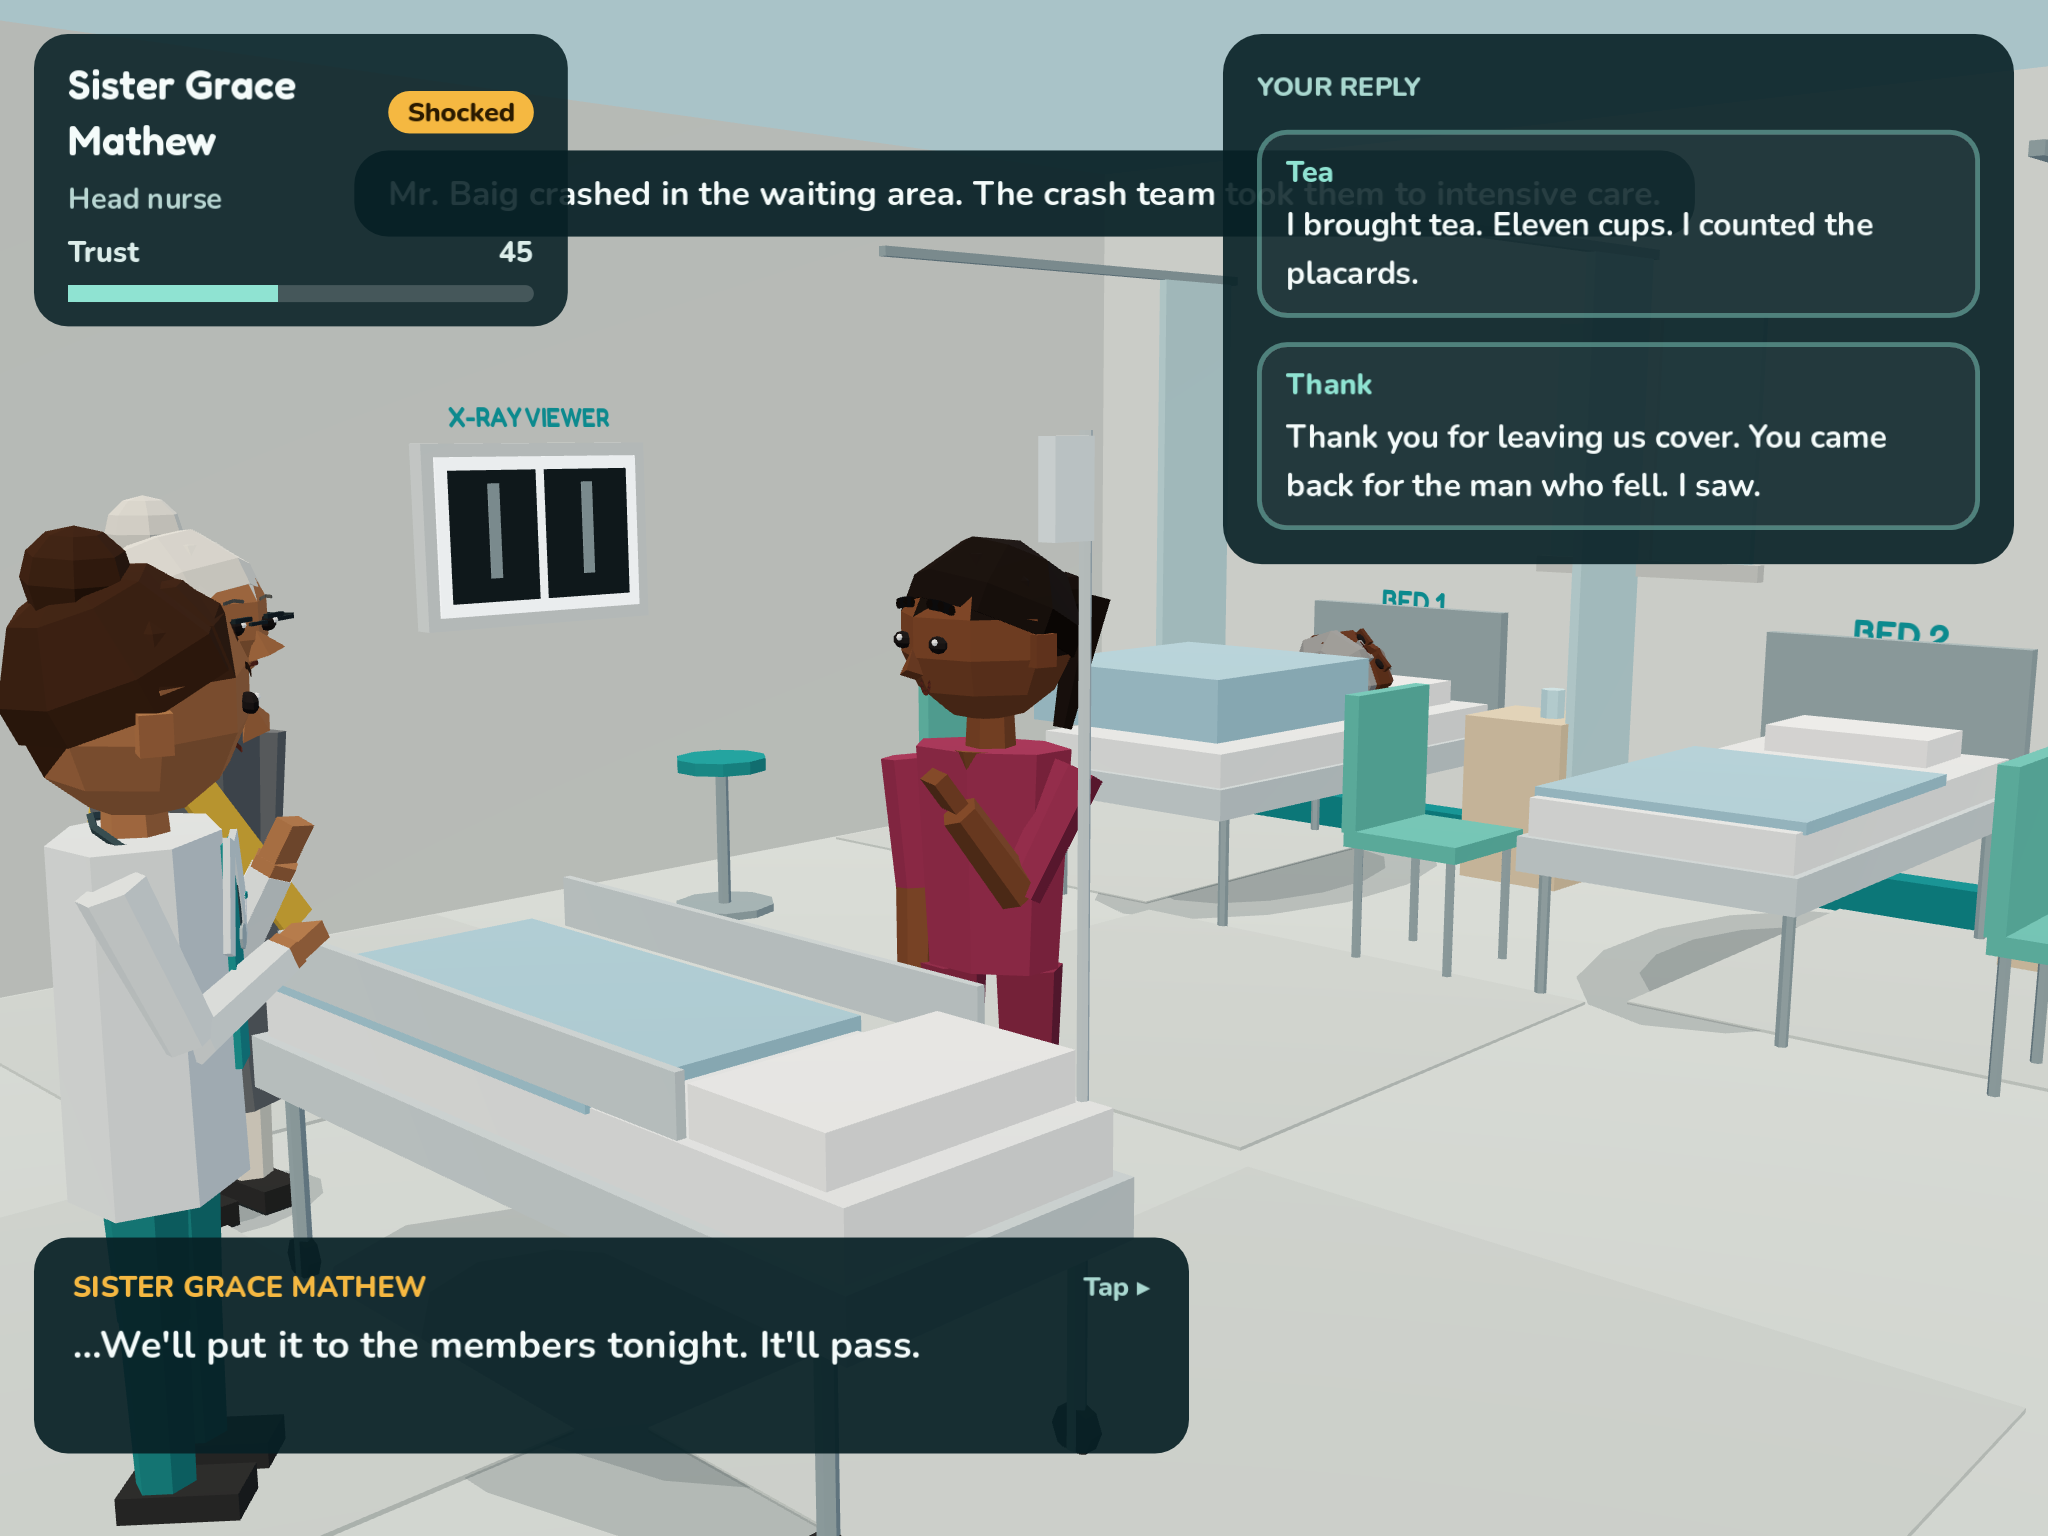 Sister Grace
Mathew
Shocked
Head nurse
Trust
45
Mr. Baig crashed in the waiting area. The crash team took them to intensive care.
YOUR REPLY
Tea
I brought tea. Eleven cups. I counted the
placards.
Thank
Thank you for leaving us cover. You came
back for the man who fell. I saw.
X-RAY VIEWER
BED 1
BED 2
SISTER GRACE MATHEW
Tap ▸
...We'll put it to the members tonight. It'll pass.